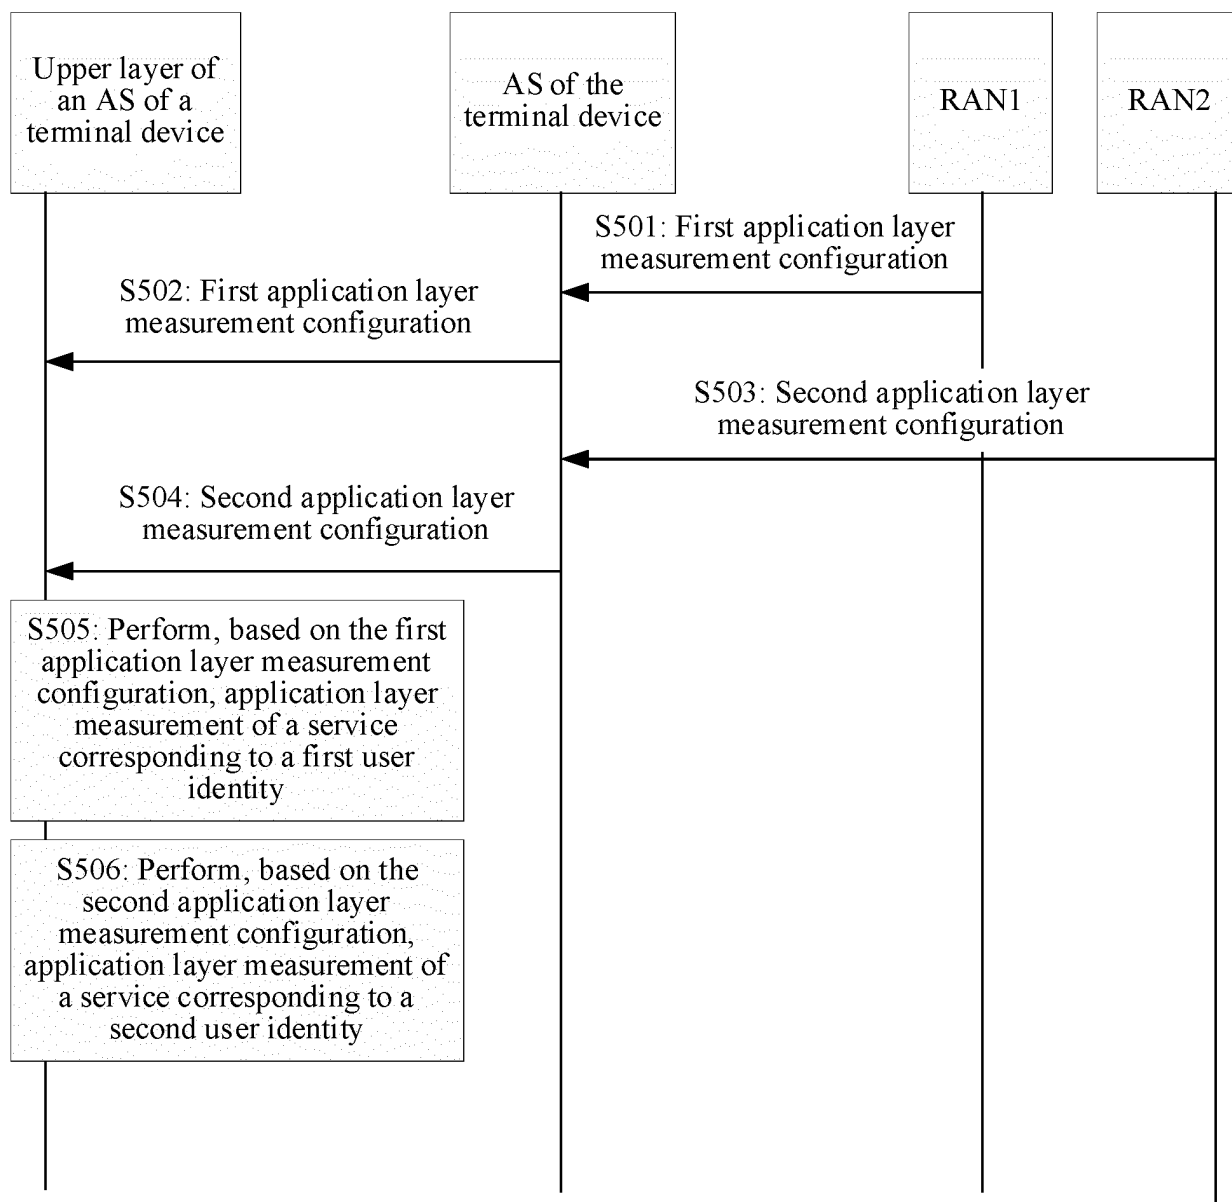 Upper layer of
an AS of a
terminal device
AS of the
terminal device
RAN1
RAN2
S501: First application layer
measurement configuration
S502: First application layer
measurement configuration
S503: Second application layer
measurement configuration
S504: Second application layer
measurement configuration
S505: Perform, based on the first
application layer measurement
configuration, application layer
measurement of a service
corresponding to a first user
identity
S506: Perform, based on the
second application layer
measurement configuration,
application layer measurement of
a service corresponding to a
second user identity